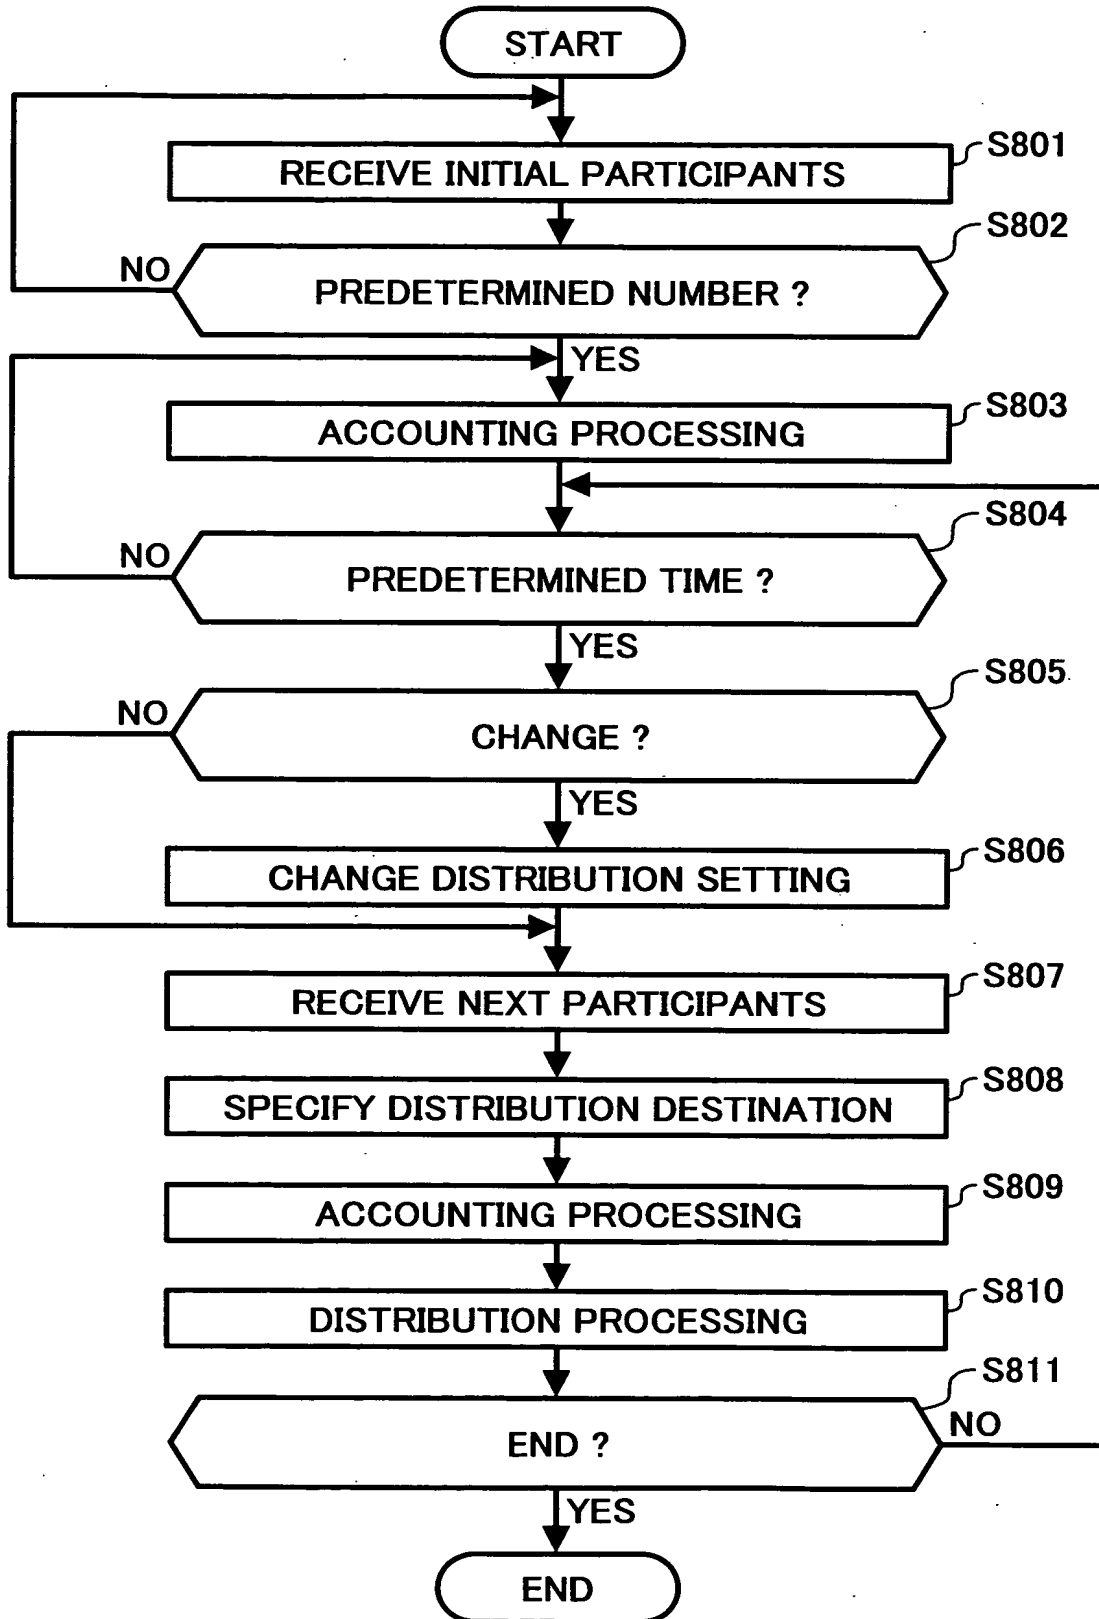 START
RECEIVE INITIAL PARTICIPANTS
S801
S802
NO
PREDETERMINED NUMBER ?
YES
S803
ACCOUNTING PROCESSING
S804
NO
PREDETERMINED TIME ?
YES
S805
NO
CHANGE ?
YES
S806
CHANGE DISTRIBUTION SETTING
S807
RECEIVE NEXT PARTICIPANTS
S808
SPECIFY DISTRIBUTION DESTINATION
S809
ACCOUNTING PROCESSING
S810
DISTRIBUTION PROCESSING
S811
END ?
NO
YES
END